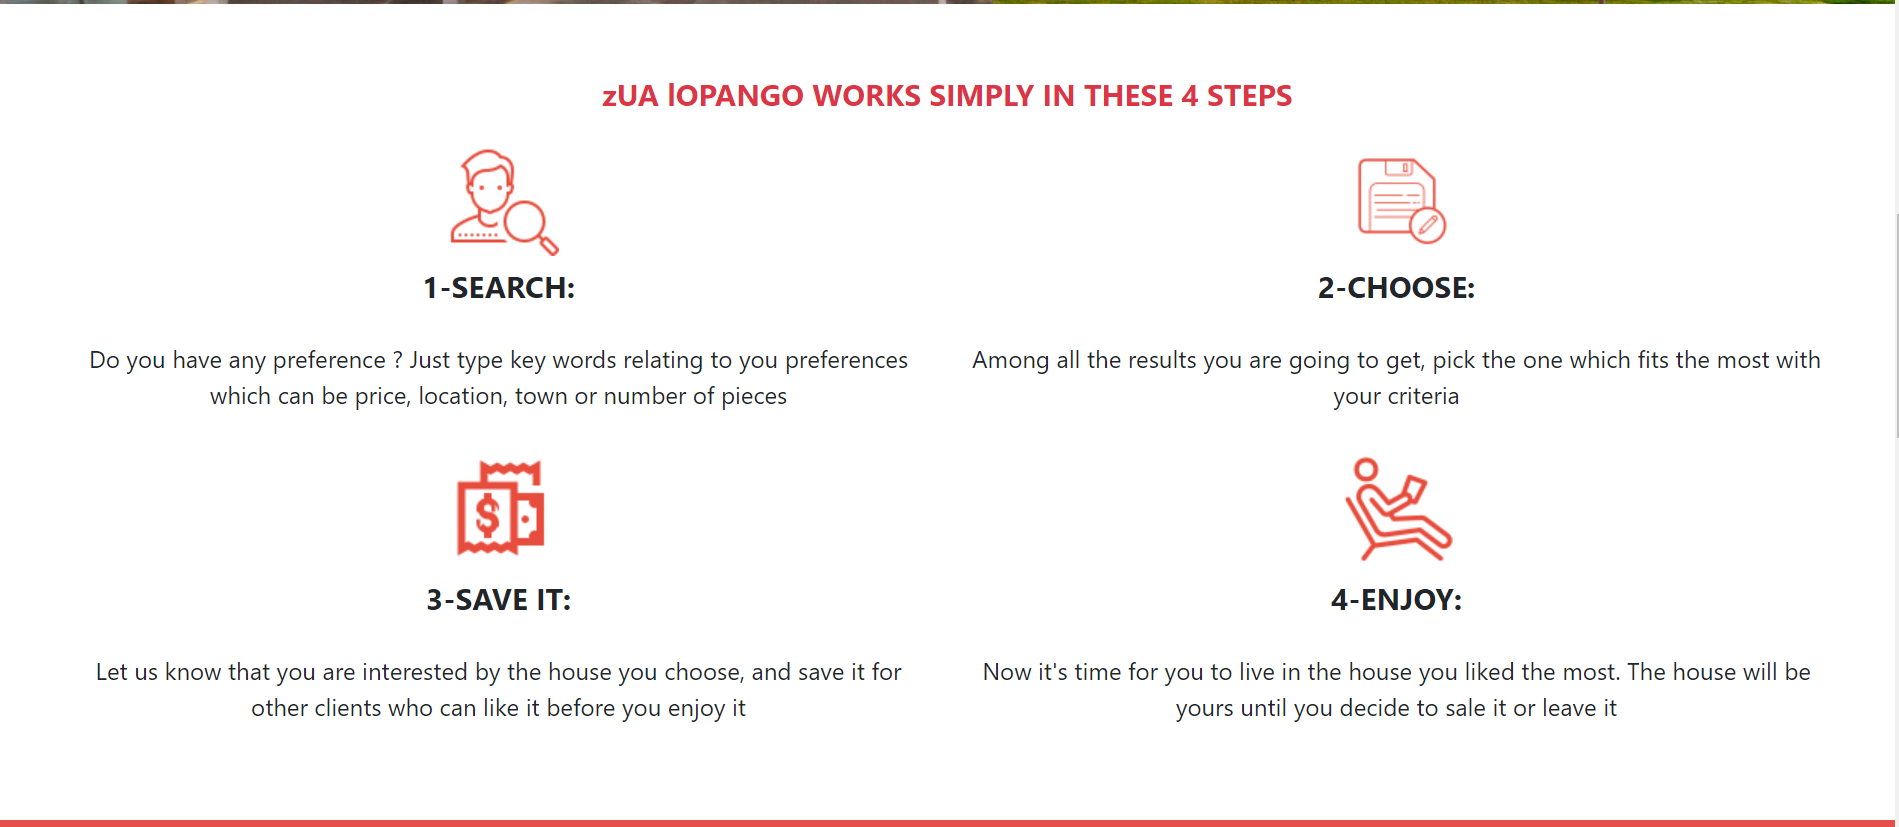 zUA lOPANGO WORKS SIMPLY IN THESE 4 STEPS
1-SEARCH:
Do you have any preference ? Just type key words relating to you preferences
which can be price, location, town or number of pieces
2-CHOOSE:
Among all the results you are going to get, pick the one which fits the most with
your criteria
$
3-SAVE IT:
Let us know that you are interested by the house you choose, and save it for
other clients who can like it before you enjoy it
4-ENJOY:
Now it's time for you to live in the house you liked the most. The house will be
yours until you decide to sale it or leave it